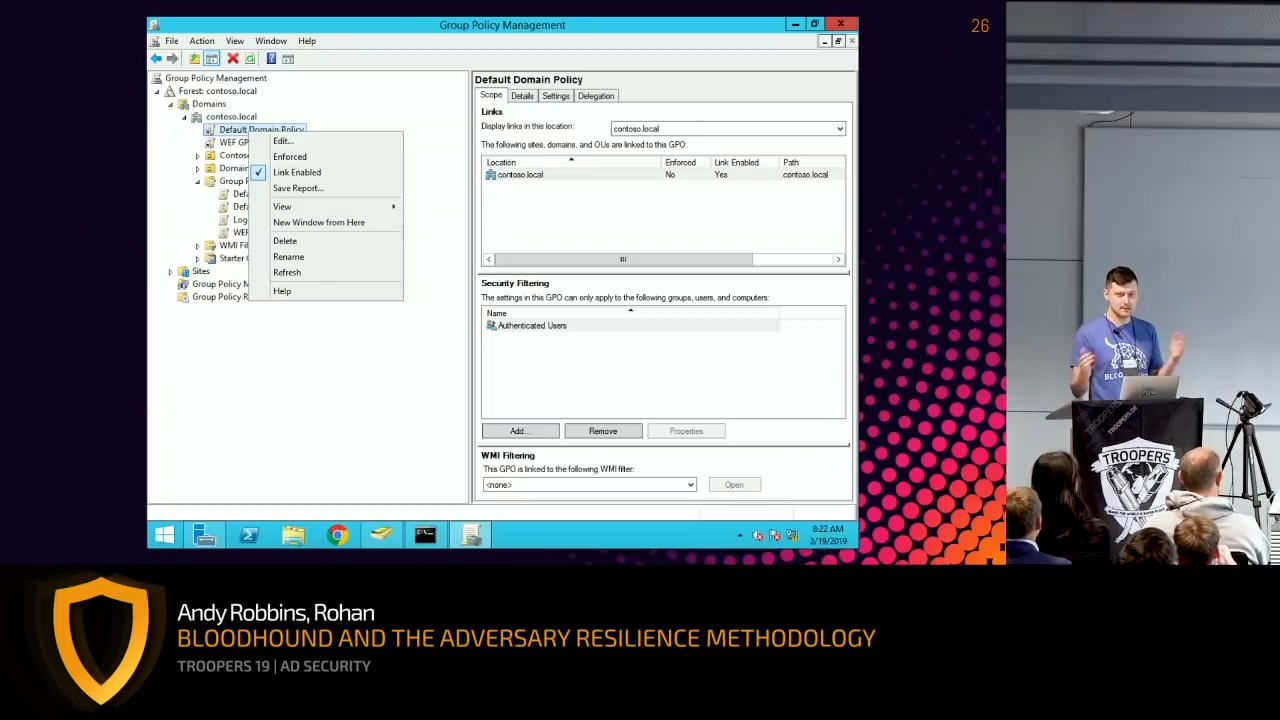 Group Policy Management
26
File Action View Window Help
Group Policy Management
Forest: contoso.local
Domains
contoso.local
Default Domain Policy
WEF GP
Contos
Domain
Group P
Defa
Defa
Log
WEF
WMI Fil
Starter G
Sites
Group Policy M
Group Policy R
Edit...
Enforced
Link Enabled
Save Report...
View
New Window from Here
Delete
Rename
Refresh
Help
Default Domain Policy
Scope Details Settings Delegation
Links
Display links in this location: contoso.local
The following sites, domains, and OUs are linked to this GPO:
Location Enforced Link Enabled Path
contoso.local No Yes contoso.local
Security Filtering
The settings in this GPO can only apply to the following groups, users, and computers:
Name
Authenticated Users
Add... Remove Properties
WMI Filtering
This GPO is linked to the following WMI filter:
<none> Open
8:22 AM
3/19/2019
TROOPERS
Andy Robbins, Rohan
BLOODHOUND AND THE ADVERSARY RESILIENCE METHODOLOGY
TROOPERS 19 | AD SECURITY